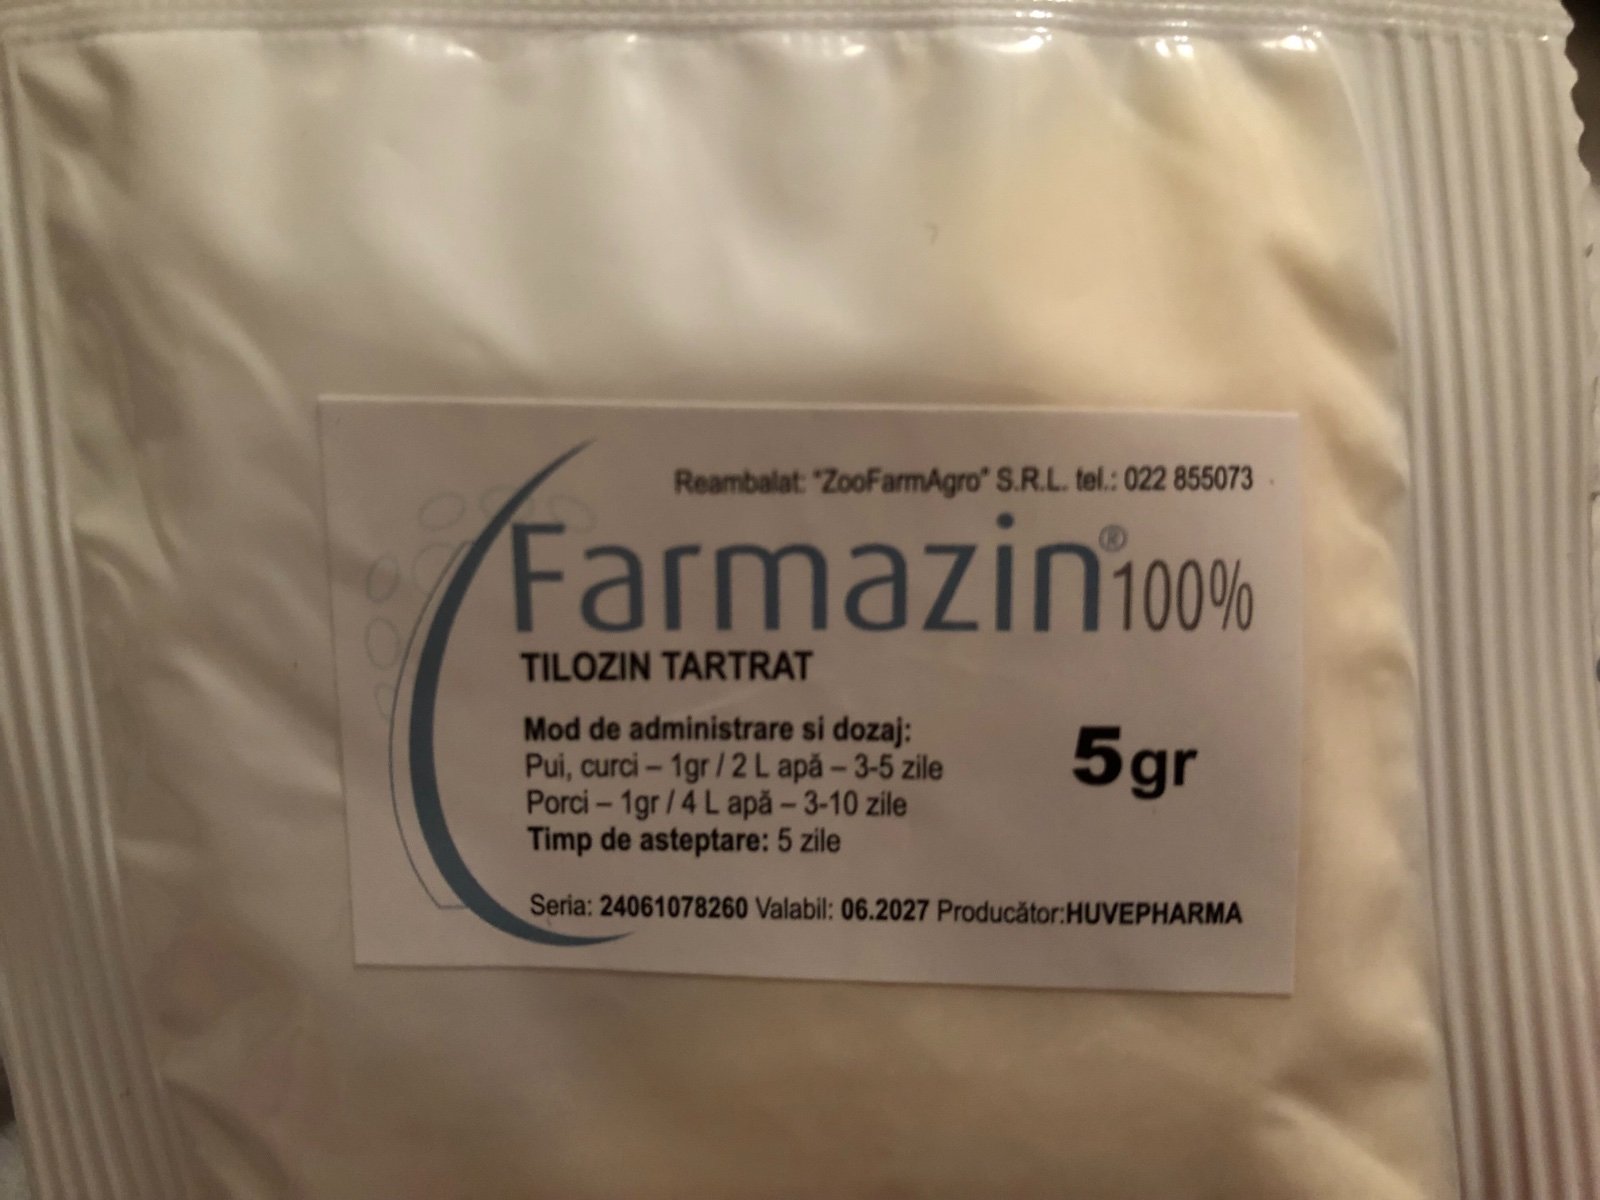 Reambalat: "ZooFarmAgro" S.R.L. tel.: 022 855073
Farmazin® 100%
TILOZIN TARTRAT
Mod de administrare si dozaj:
Pui, curci – 1gr / 2 L apă – 3-5 zile
Porci – 1gr / 4 L apă – 3-10 zile
Timp de asteptare: 5 zile
5gr
Seria: 24061078260 Valabil: 06.2027 Producător:HUVEPHARMA